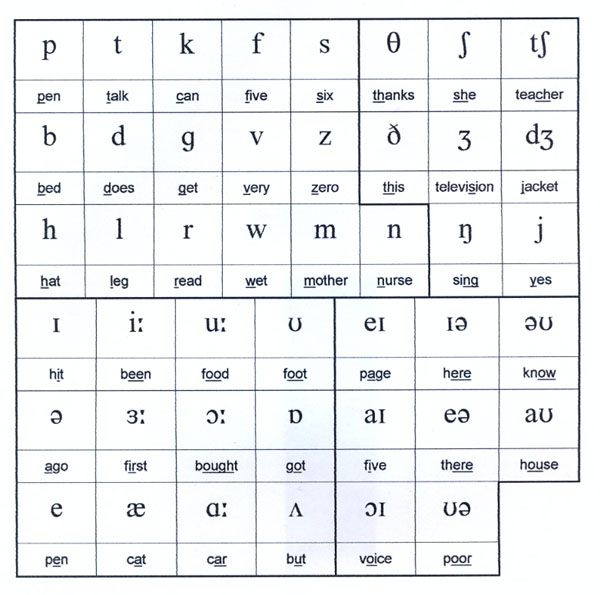 p t k f s θ ʃ tʃ
pen talk can five six thanks she teacher
b d g v z ð ʒ dʒ
bed does get very zero this television jacket
h l r w m n ŋ j
hat leg read wet mother nurse sing yes
ɪ iː uː ʊ eɪ ɪə əʊ
hit been food foot page here know
ə ɜː ɔː ɒ aɪ eə aʊ
ago first bought got five there house
e æ ɑː ʌ ɔɪ ʊə
pen cat car but voice poor